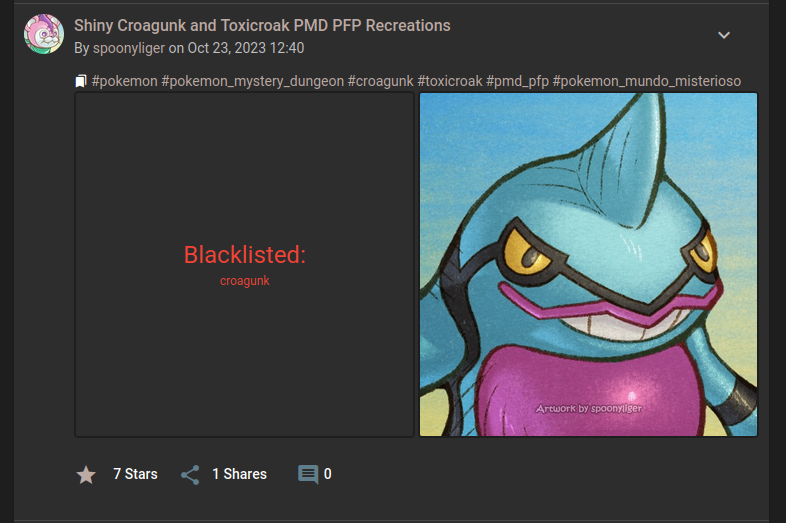 Shiny Croagunk and Toxicroak PMD PFP Recreations
By spoonyliger on Oct 23, 2023 12:40
#pokemon #pokemon_mystery_dungeon #croagunk #toxicroak #pmd_pfp #pokemon_mundo_misterioso
Blacklisted:
croagunk
Artwork by spoonyliger
7 Stars 1 Shares 0